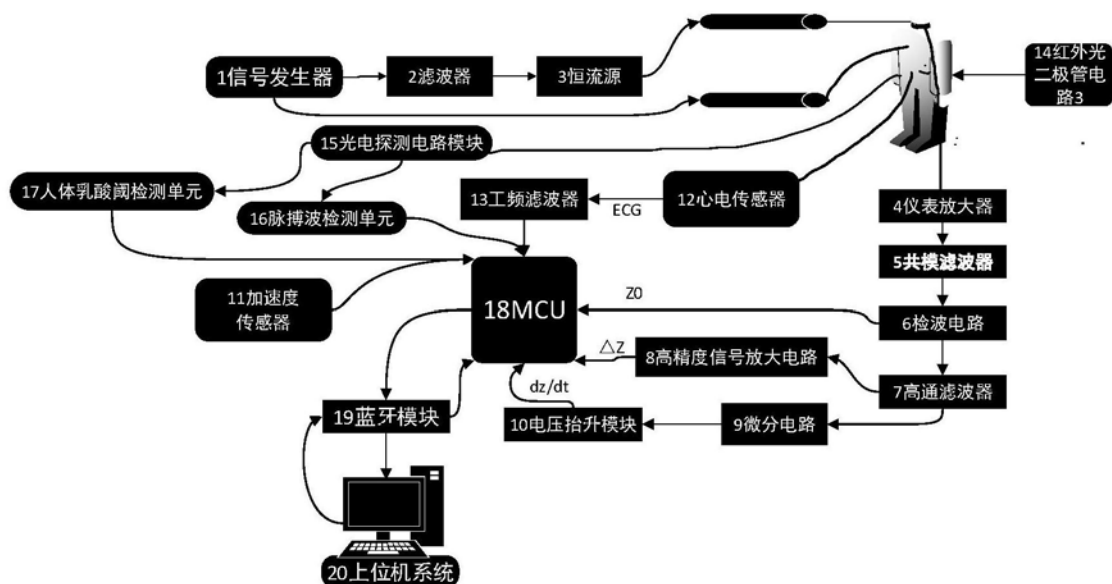 1信号发生器
2滤波器
3恒流源
14红外光
二极管电
路3
15光电探测电路模块
17人体乳酸阈检测单元
16脉搏波检测单元
13工频滤波器
ECG
12心电传感器
4仪表放大器
5共模滤波器
11加速度
传感器
18MCU
Z0
6检波电路
△Z
8高精度信号放大电路
7高通滤波器
dz/dt
10电压抬升模块
9微分电路
19蓝牙模块
20上位机系统